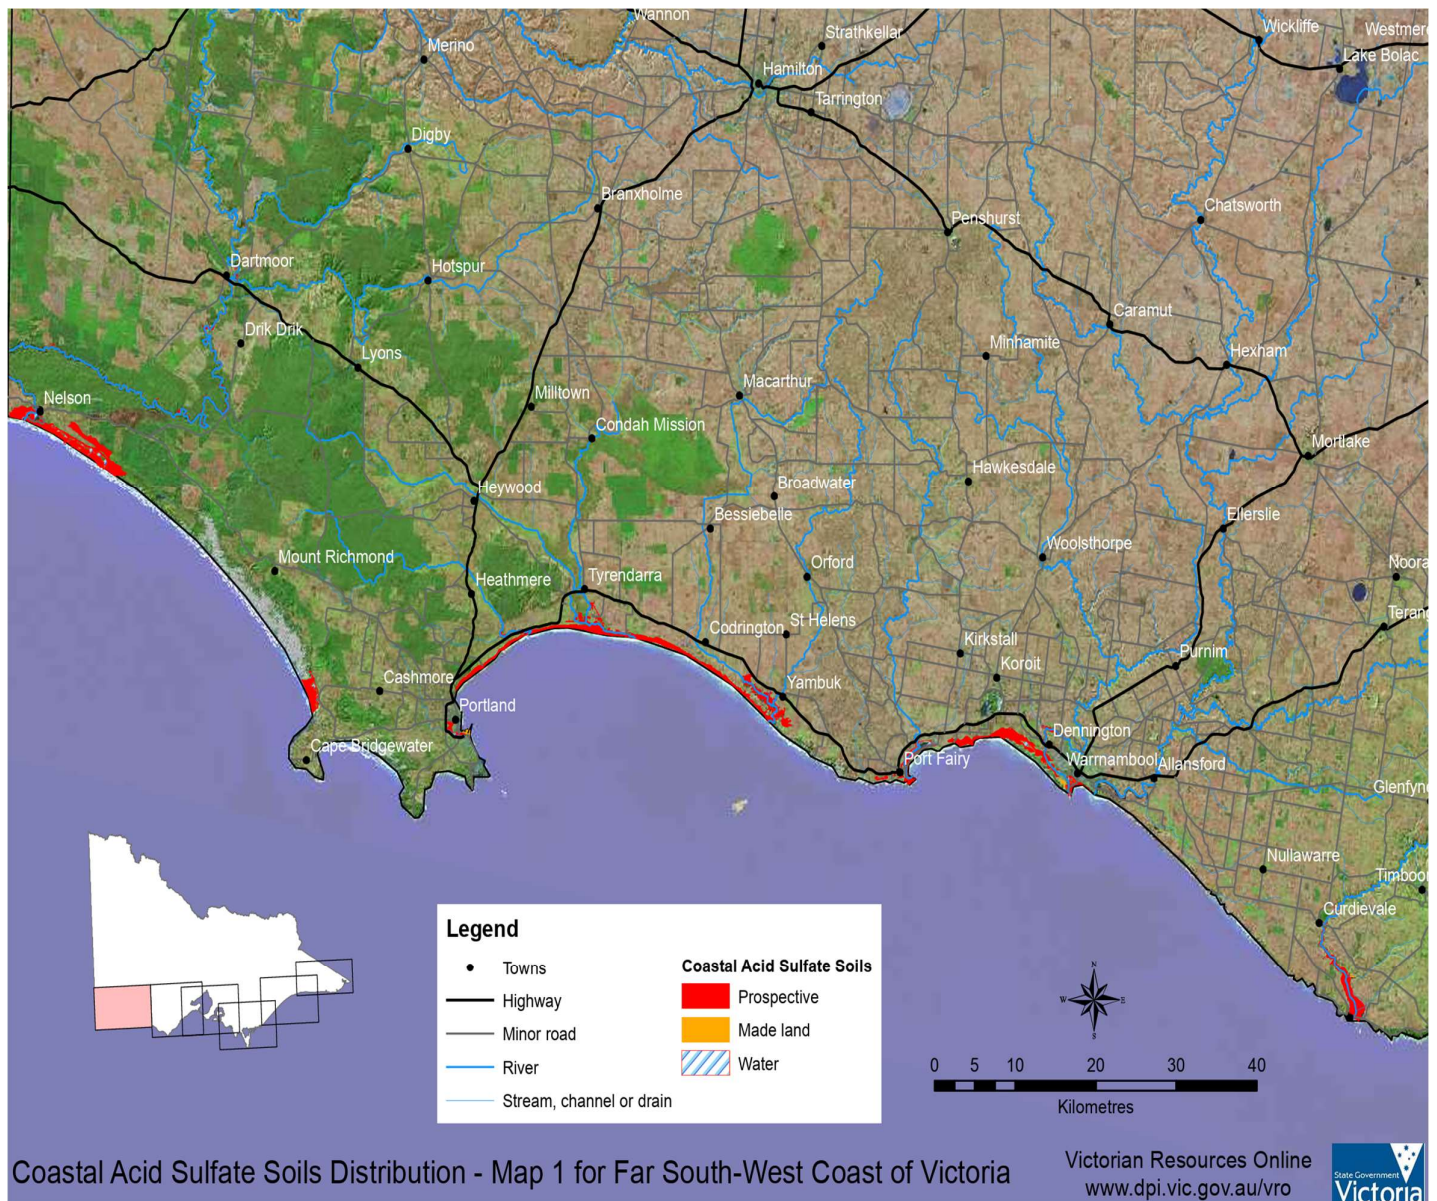 Wannon
Wickliffe
Strathkellar
Westmere
Merino
Lake Bolac
Hamilton
Tarrington
Digby
Branxholme
Chatsworth
Penshurst
Dartmoor
Hotspur
Caramut
Drik Drik
Minhamite
Lyons
Hexham
Macarthur
Nelson
Milltown
Condah Mission
Mortlake
Hawkesdale
Heywood
Broadwater
Bessiebelle
Ellerslie
Woolsthorpe
Mount Richmond
Orford
Noora
Heathmere
Tyrendarra
Terang
Codrington
St Helens
Kirkstall
Purnim
Koroit
Cashmore
Yambuk
Portland
Dennington
Cape Bridgewater
Port Fairy
Warrnambool
Allansford
Glenfyn
Nullawarre
Timboon
Curdievale
Legend
Towns
Highway
Minor road
River
Stream, channel or drain
Coastal Acid Sulfate Soils
Prospective
Made land
Water
N
W
E
S
0 5 10 20 30 40
Kilometres
Coastal Acid Sulfate Soils Distribution - Map 1 for Far South-West Coast of Victoria
Victorian Resources Online
www.dpi.vic.gov.au/vro
State Government
Victoria